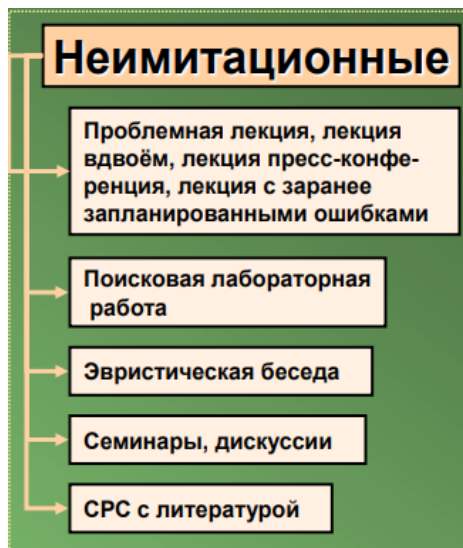 Неимитационные
Проблемная лекция, лекция
вдвоём, лекция пресс-конфе-
ренция, лекция с заранее
запланированными ошибками
Поисковая лабораторная
работа
Эвристическая беседа
Семинары, дискуссии
СРС с литературой